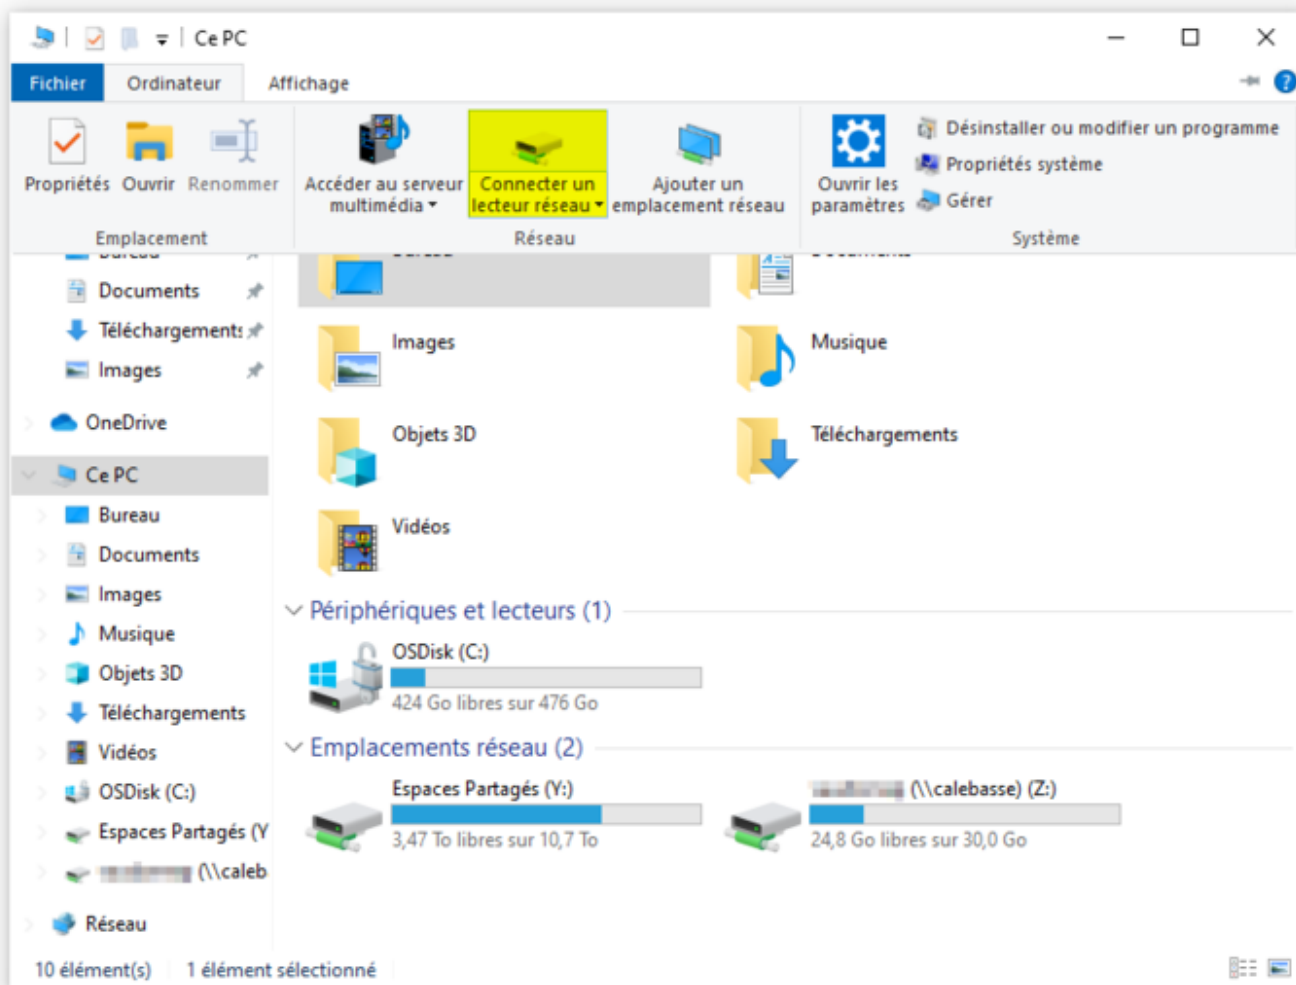 Ce PC
Fichier Ordinateur Affichage
Propriétés Ouvrir Renommer
Accéder au serveur
multimédia
Connecter un
lecteur réseau
Ajouter un
emplacement réseau
Ouvrir les
paramètres
Désinstaller ou modifier un programme
Propriétés système
Gérer
Emplacement Réseau Système
Documents
Téléchargements
Images
OneDrive
Ce PC
Bureau
Documents
Images
Musique
Objets 3D
Téléchargements
Vidéos
OSDisk (C:)
Espaces Partagés (Y
(\\caleb
Réseau
Bureau Documents
Images Musique
Objets 3D Téléchargements
Vidéos
Périphériques et lecteurs (1)
OSDisk (C:)
424 Go libres sur 476 Go
Emplacements réseau (2)
Espaces Partagés (Y:)
3,47 To libres sur 10,7 To
(\\calebasse) (Z:)
24,8 Go libres sur 30,0 Go
10 élément(s) 1 élément sélectionné